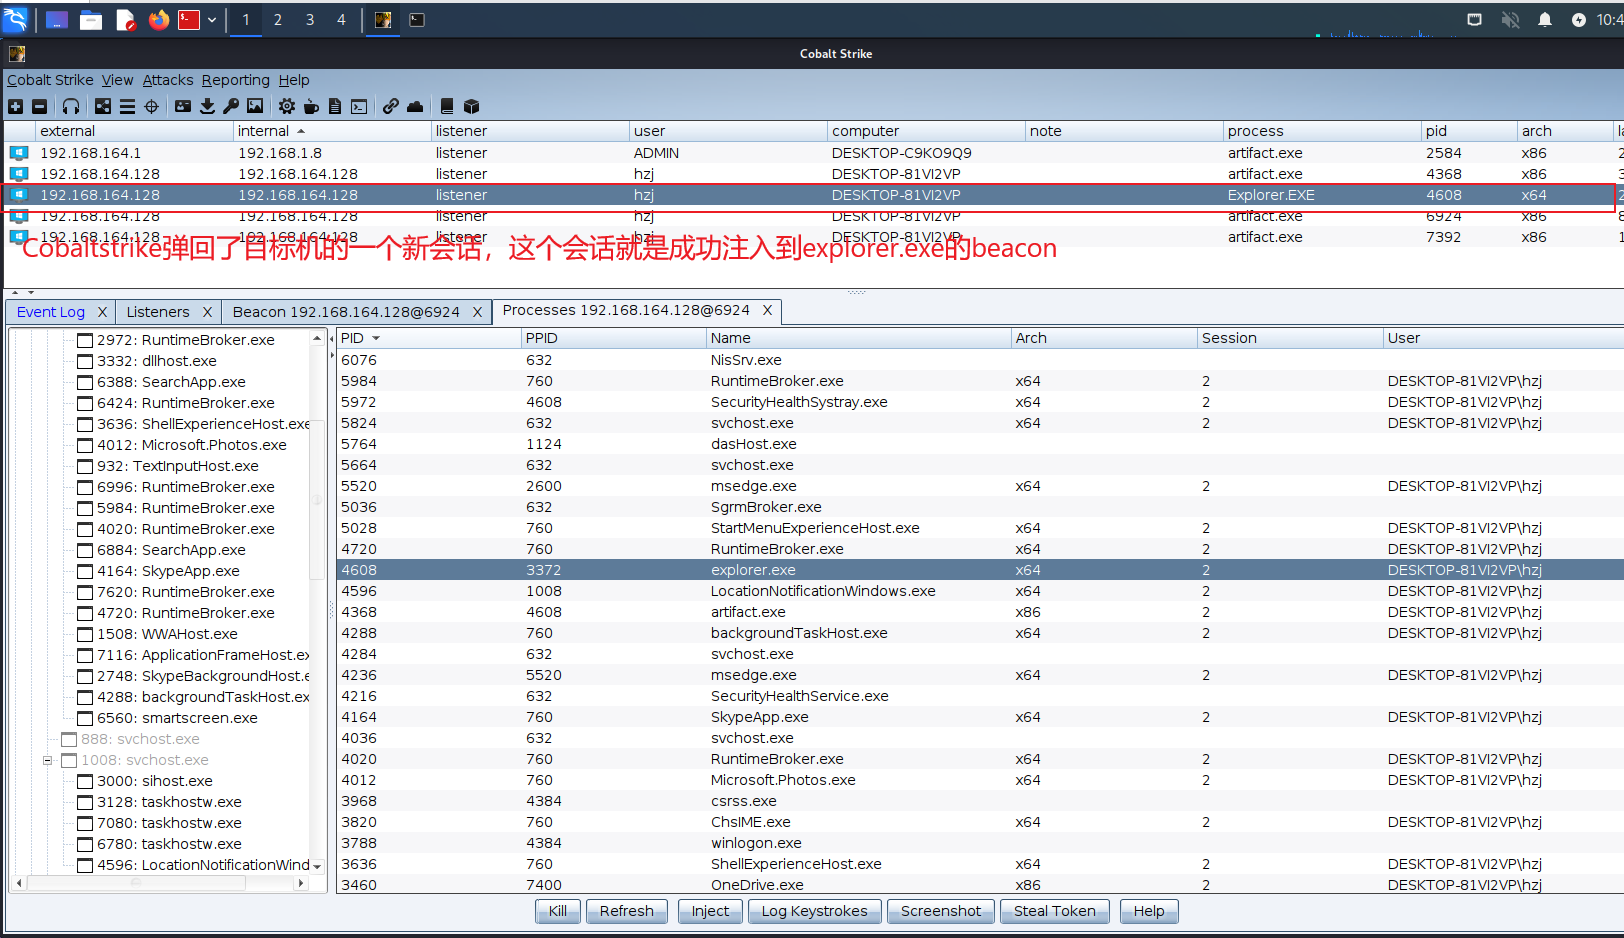 1 2 3 4 10:4
Cobalt Strike
Cobalt Strike View Attacks Reporting Help
external internal listener user computer note process pid arch
192.168.164.1 192.168.1.8 listener ADMIN DESKTOP-C9KO9Q9 artifact.exe 2584 x86
192.168.164.128 192.168.164.128 listener hzj DESKTOP-81VI2VP artifact.exe 4368 x86
192.168.164.128 192.168.164.128 listener hzj DESKTOP-81VI2VP Explorer.EXE 4608 x64
192.168.164.128 192.168.164.128 listener hzj DESKTOP-81VI2VP artifact.exe 6924 x86
192.168.164.128 192.168.164.128 listener hzj DESKTOP-81VI2VP artifact.exe 7392 x86
Cobaltstrike弹回了目标机的一个新会话，这个会话就是成功注入到explorer.exe的beacon
Event Log X Listeners X Beacon 192.168.164.128@6924 X Processes 192.168.164.128@6924 X
2972: RuntimeBroker.exe
3332: dllhost.exe
6388: SearchApp.exe
6424: RuntimeBroker.exe
3636: ShellExperienceHost.exe
4012: Microsoft.Photos.exe
932: TextInputHost.exe
6996: RuntimeBroker.exe
5984: RuntimeBroker.exe
4020: RuntimeBroker.exe
6884: SearchApp.exe
4164: SkypeApp.exe
7620: RuntimeBroker.exe
4720: RuntimeBroker.exe
1508: WWAHost.exe
7116: ApplicationFrameHost.ex
2748: SkypeBackgroundHost.e
4288: backgroundTaskHost.ex
6560: smartscreen.exe
888: svchost.exe
1008: svchost.exe
3000: sihost.exe
3128: taskhostw.exe
7080: taskhostw.exe
6780: taskhostw.exe
4596: LocationNotificationWind
PID PPID Name Arch Session User
6076 632 NisSrv.exe
5984 760 RuntimeBroker.exe x64 2 DESKTOP-81VI2VP\hzj
5972 4608 SecurityHealthSystray.exe x64 2 DESKTOP-81VI2VP\hzj
5824 632 svchost.exe x64 2 DESKTOP-81VI2VP\hzj
5764 1124 dasHost.exe
5664 632 svchost.exe
5520 2600 msedge.exe x64 2 DESKTOP-81VI2VP\hzj
5036 632 SgrmBroker.exe
5028 760 StartMenuExperienceHost.exe x64 2 DESKTOP-81VI2VP\hzj
4720 760 RuntimeBroker.exe x64 2 DESKTOP-81VI2VP\hzj
4608 3372 explorer.exe x64 2 DESKTOP-81VI2VP\hzj
4596 1008 LocationNotificationWindows.exe x64 2 DESKTOP-81VI2VP\hzj
4368 4608 artifact.exe x86 2 DESKTOP-81VI2VP\hzj
4288 760 backgroundTaskHost.exe x64 2 DESKTOP-81VI2VP\hzj
4284 632 svchost.exe
4236 5520 msedge.exe x64 2 DESKTOP-81VI2VP\hzj
4216 632 SecurityHealthService.exe
4164 760 SkypeApp.exe x64 2 DESKTOP-81VI2VP\hzj
4036 632 svchost.exe
4020 760 RuntimeBroker.exe x64 2 DESKTOP-81VI2VP\hzj
4012 760 Microsoft.Photos.exe x64 2 DESKTOP-81VI2VP\hzj
3968 4384 csrss.exe
3820 760 ChsIME.exe x64 2 DESKTOP-81VI2VP\hzj
3788 4384 winlogon.exe
3636 760 ShellExperienceHost.exe x64 2 DESKTOP-81VI2VP\hzj
3460 7400 OneDrive.exe x86 2 DESKTOP-81VI2VP\hzj
Kill Refresh Inject Log Keystrokes Screenshot Steal Token Help